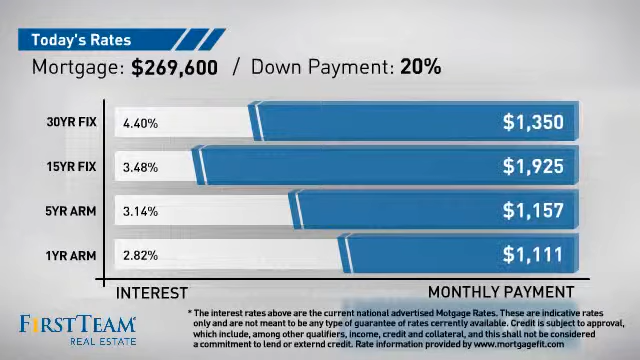 Today's Rates
Mortgage: $269,600 / Down Payment: 20%
30YR FIX 4.40% $1,350
15YR FIX 3.48% $1,925
5YR ARM 3.14% $1,157
1YR ARM 2.82% $1,111
INTEREST MONTHLY PAYMENT
* The interest rates above are the current national advertised Motgage Rates. These are indicative rates
only and are not meant to be any type of guarantee of rates cerrently available. Credit is subject to approval,
which include, among other qualifiers, income, credit and collateral, and this shall not be considered
a commitment to lend or externd credit. Rate information provided by www.mortgagefit.com
FIRSTTEAM®
REAL ESTATE